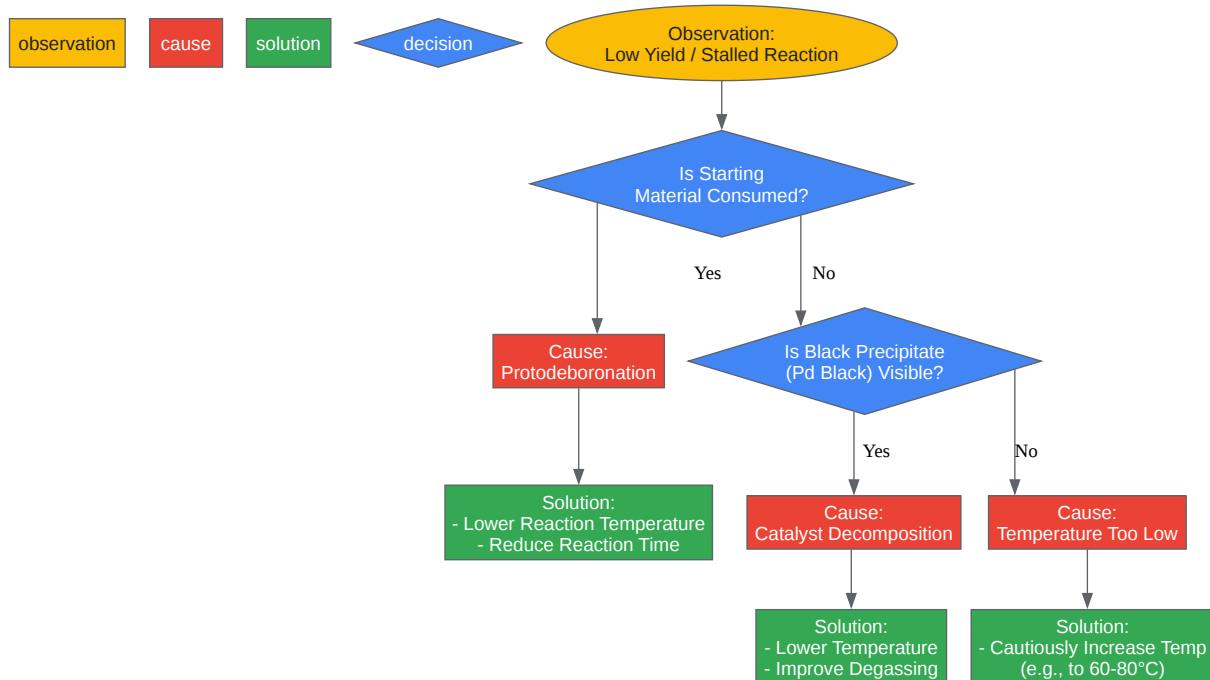 observation
cause
solution
decision
Observation:
Low Yield / Stalled Reaction
Is Starting
Material Consumed?
Yes
No
Cause:
Protodeboronation
Is Black Precipitate
(Pd Black) Visible?
Yes
No
Solution:
- Lower Reaction Temperature
- Reduce Reaction Time
Cause:
Catalyst Decomposition
Cause:
Temperature Too Low
Solution:
- Lower Temperature
- Improve Degassing
Solution:
- Cautiously Increase Temp
(e.g., to 60-80°C)